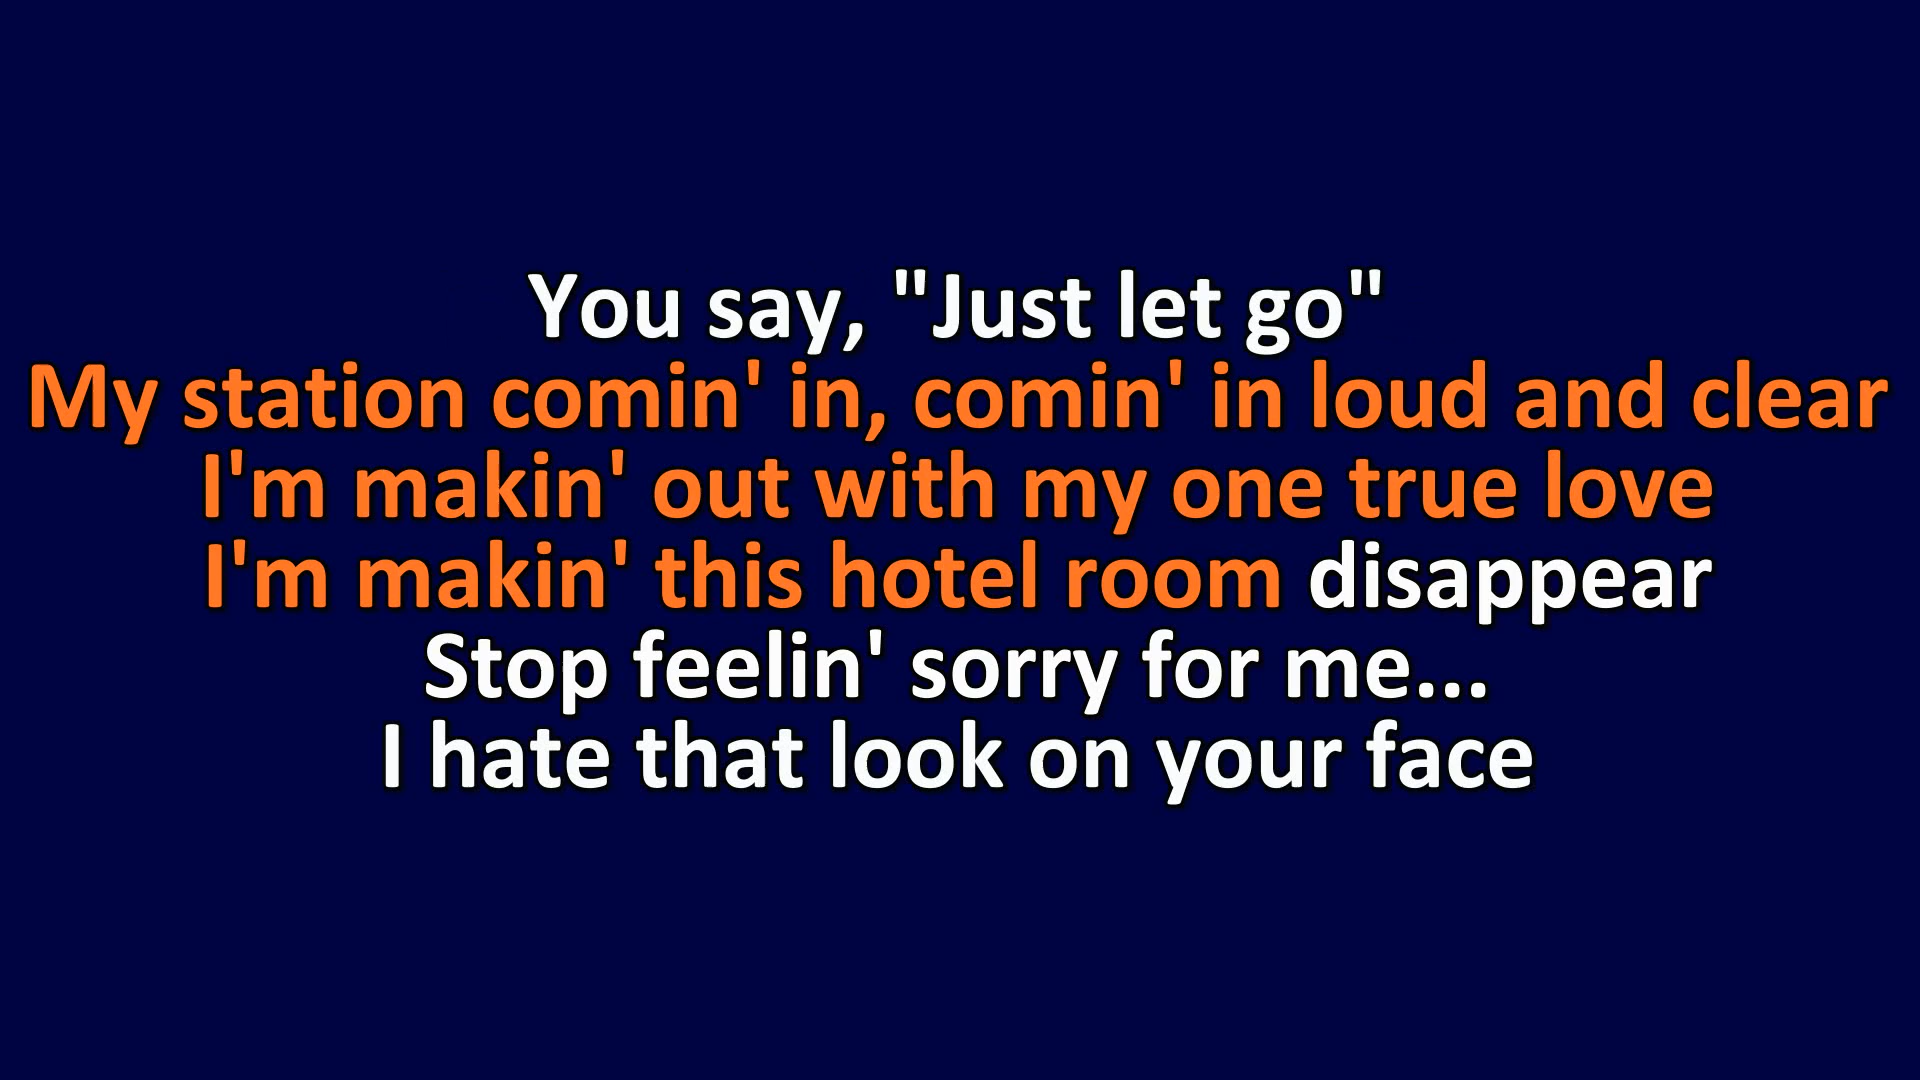 You say, "Just let go"
My station comin' in, comin' in loud and clear
I'm makin' out with my one true love
I'm makin' this hotel room disappear
Stop feelin' sorry for me...
I hate that look on your face